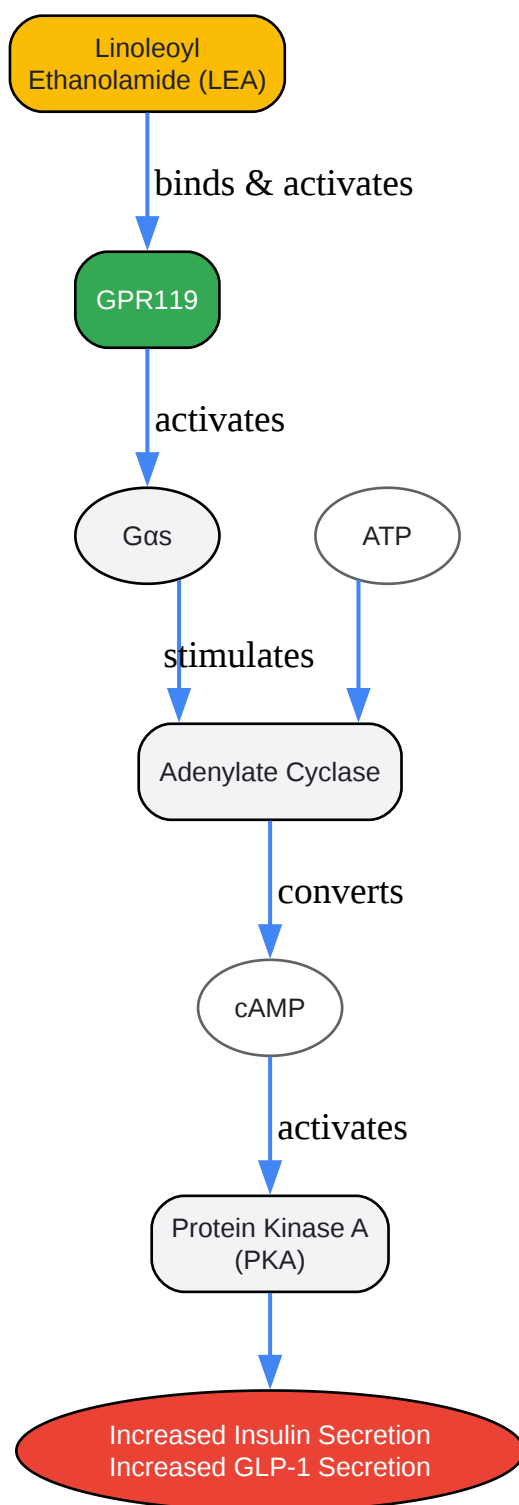 Linoleoyl
Ethanolamide (LEA)
binds & activates
GPR119
activates
Gαs
ATP
stimulates
Adenylate Cyclase
converts
cAMP
activates
Protein Kinase A
(PKA)
Increased Insulin Secretion
Increased GLP-1 Secretion